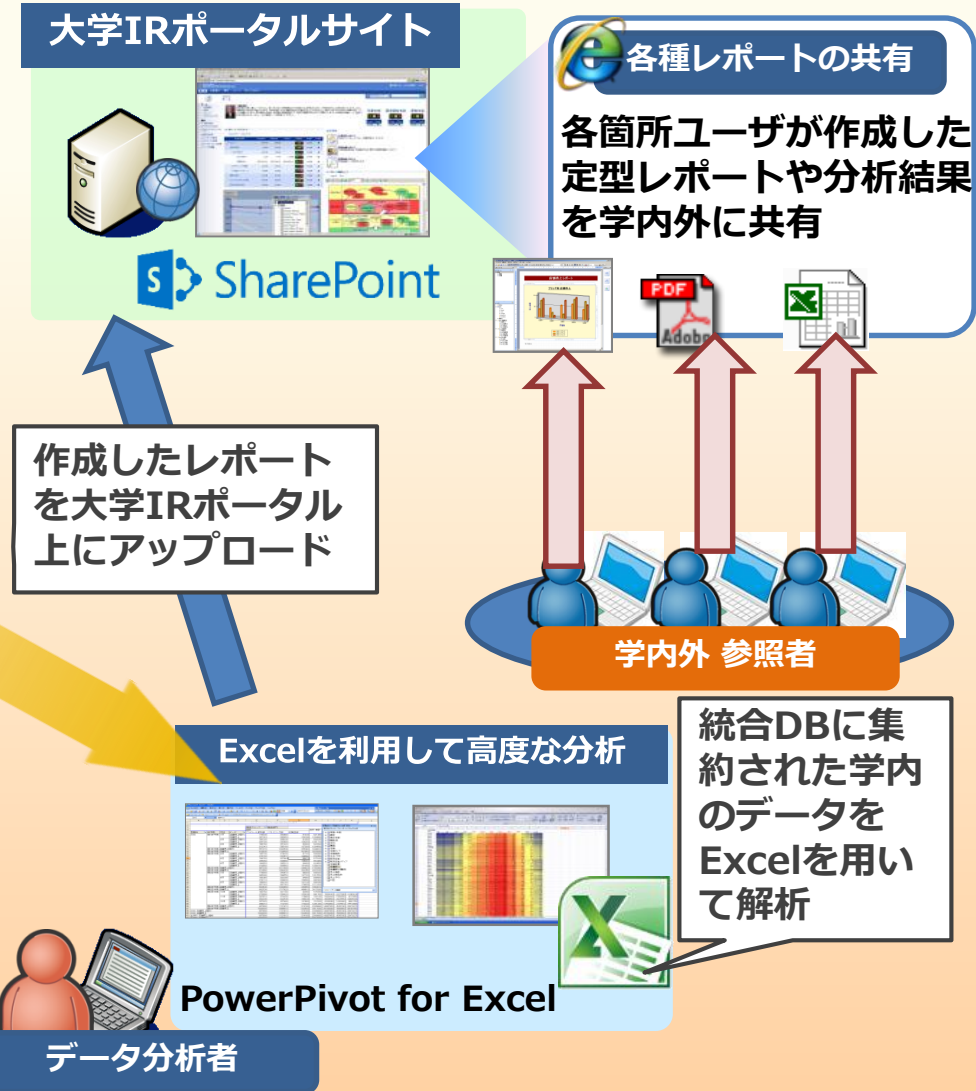 大学IRポータルサイト
各種レポートの共有
各箇所ユーザが作成した
定型レポートや分析結果
を学内外に共有
S SharePoint
PDF
Adobe
作成したレポート
を大学IRポータル
上にアップロード
学内外 参照者
Excelを利用して高度な分析
統合DBに集
約された学内
のデータを
Excelを用い
て解析
PowerPivot for Excel
データ分析者